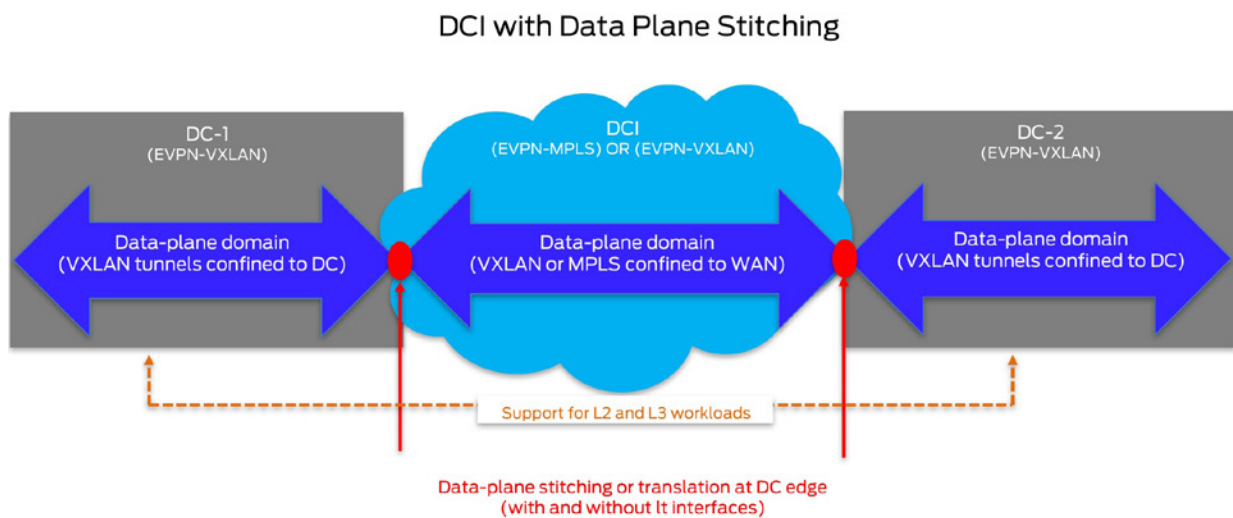 DCI with Data Plane Stitching
DC-1
(EVPN-VXLAN)
DCI
(EVPN-MPLS) OR (EVPN-VXLAN)
DC-2
(EVPN-VXLAN)
Data-plane domain
(VXLAN tunnels confined to DC)
Data-plane domain
(VXLAN or MPLS confined to WAN)
Data-plane domain
(VXLAN tunnels confined to DC)
Support for L2 and L3 workloads
Data-plane stitching or translation at DC edge
(with and without lt interfaces)